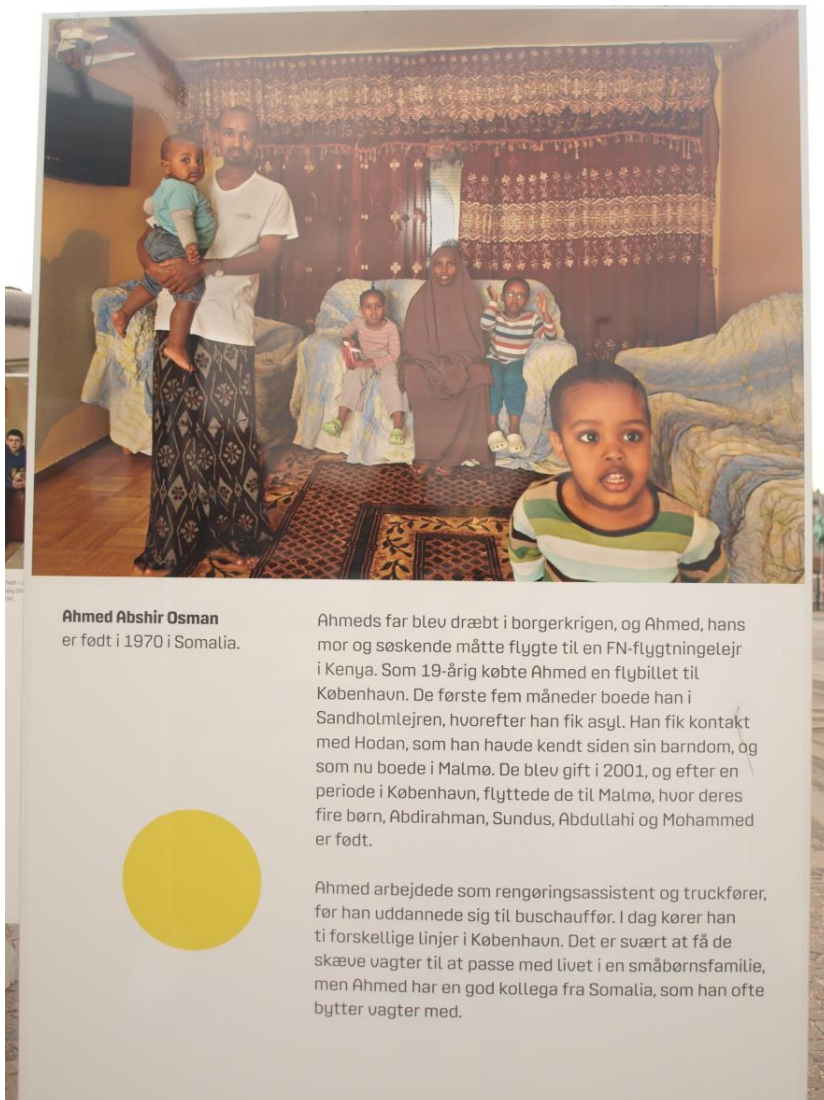 Ahmed Abshir Osman
er født i 1970 i Somalia.
Ahmeds far blev dræbt i borgerkrigen, og Ahmed, hans
mor og søskende måtte flygte til en FN-flygtningelejr
i Kenya. Som 19-årig købte Ahmed en flybillet til
København. De første fem måneder boede han i
Sandholmlejren, hvorefter han fik asyl. Han fik kontakt
med Hodan, som han havde kendt siden sin barndom, og
som nu boede i Malmø. De blev gift i 2001, og efter en
periode i København, flyttede de til Malmø, hvor deres
fire børn, Abdirahman, Sundus, Abdullahi og Mohammed
er født.
Ahmed arbejdede som rengøringsassistent og truckfører,
før han uddannede sig til buschauffør. I dag kører han
ti forskellige linjer i København. Det er svært at få de
skæve vagter til at passe med livet i en småbørnsfamilie,
men Ahmed har en god kollega fra Somalia, som han ofte
bytter vagter med.